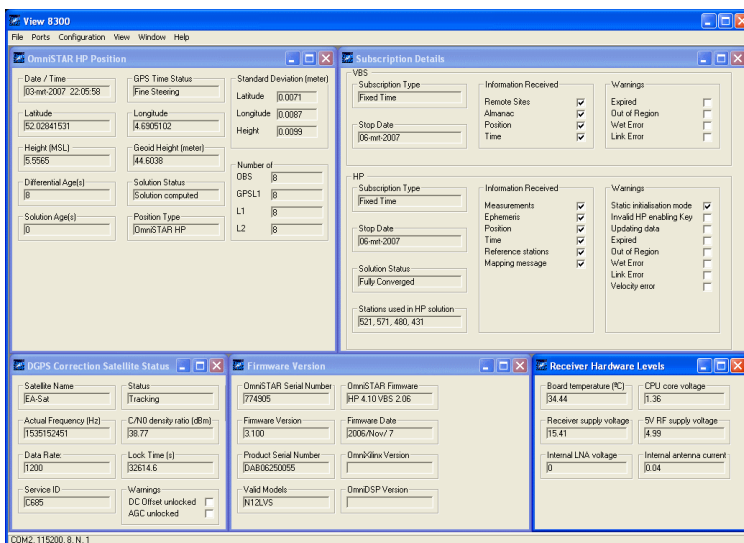 View 8300
File Ports Configuration View Window Help
OmniSTAR HP Position
Date / Time
03-mrt-2007 22:05:58
GPS Time Status
Fine Steering
Latitude
52.02841531
Longitude
4.6905102
Height (MSL)
5.5565
Geoid Height (meter)
44.6038
Differential Age(s)
8
Solution Status
Solution computed
Solution Age(s)
0
Position Type
OmniSTAR HP
Standard Deviation (meter)
Latitude 0.0071
Longitude 0.0087
Height 0.0099
Number of
OBS 8
GPSL1 8
L1 8
L2 8
Subscription Details
VBS
Subscription Type
Fixed Time
Stop Date
06-mrt-2007
Information Received
Remote Sites
Almanac
Position
Time
Warnings
Expired
Out of Region
Wet Error
Link Error
HP
Subscription Type
Fixed Time
Stop Date
06-mrt-2007
Solution Status
Fully Converged
Stations used in HP solution
521, 571, 480, 431
Information Received
Measurements
Ephemeris
Position
Time
Reference stations
Mapping message
Warnings
Static initialisation mode
Invalid HP enabling Key
Updating data
Expired
Out of Region
Wet Error
Link Error
Velocity error
DGPS Correction Satellite Status
Satellite Name
EA-Sat
Status
Tracking
Actual Frequency (Hz)
1535152451
C/N0 density ratio (dBm)
38.77
Data Rate:
1200
Lock Time (s)
32614.6
Service ID
C685
Warnings
DC Offset unlocked
AGC unlocked
Firmware Version
OmniSTAR Serial Number
774905
OmniSTAR Firmware
HP 4.10 VBS 2.06
Firmware Version
3.100
Firmware Date
2006/Nov/ 7
Product Serial Number
DAB06250055
OmniXilinx Version
Valid Models
N12LVS
OmniDSP Version
Receiver Hardware Levels
Board temperature (ºC)
34.44
CPU core voltage
1.36
Receiver supply voltage
15.41
5V RF supply voltage
4.99
Internal LNA voltage
0
Internal antenna current
0.04
COM2, 115200, 8, N, 1